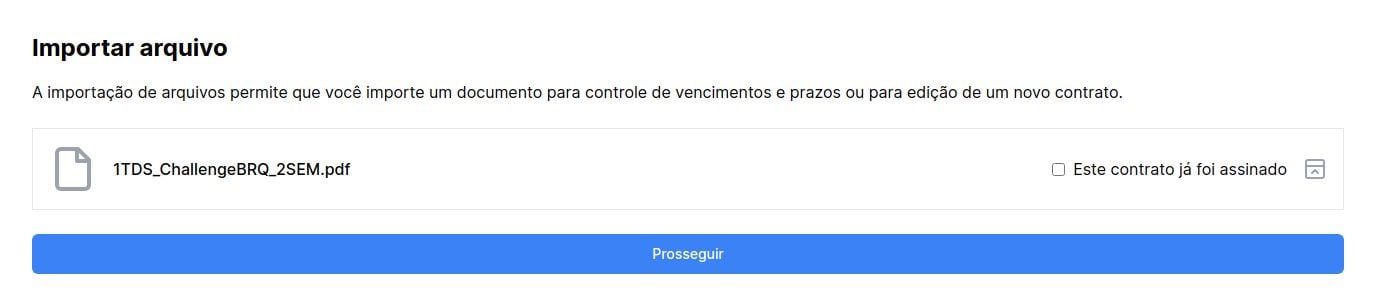 Importar arquivo
A importação de arquivos permite que você importe um documento para controle de vencimentos e prazos ou para edição de um novo contrato.
1TDS_ChallengeBRQ_2SEM.pdf
Este contrato já foi assinado
Prosseguir